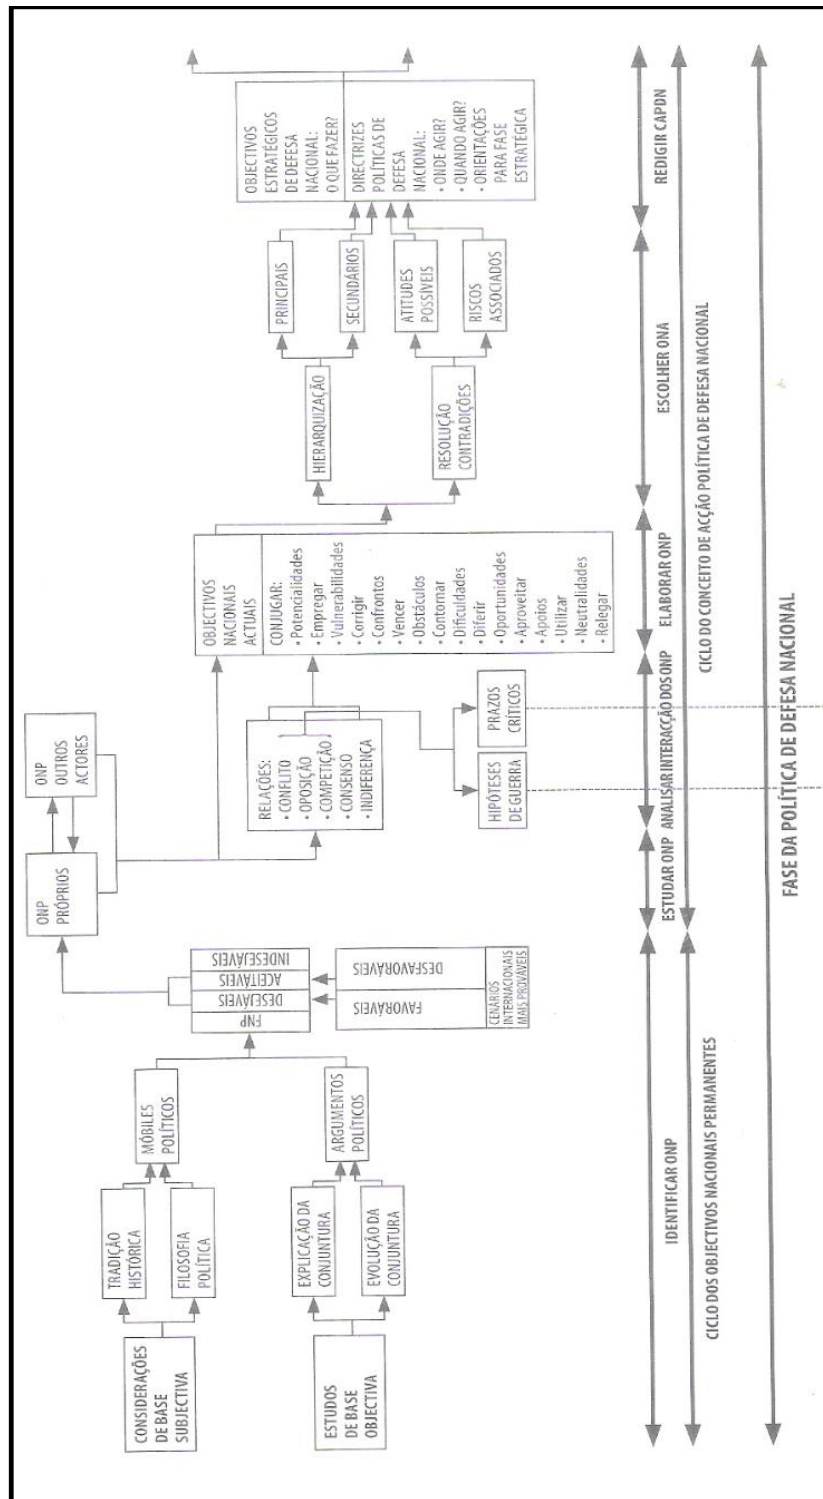 CONSIDERAÇÕES
DE BASE
SUBJECTIVA
TRADIÇÃO
HISTÓRICA
FILOSOFIA
POLÍTICA
MÓBILES
POLÍTICOS
ESTUDOS
DE BASE
OBJECTIVA
EXPLICAÇÃO DA
CONJUNTURA
EVOLUÇÃO DA
CONJUNTURA
ARGUMENTOS
POLÍTICOS
FNP
DESEJÁVEIS
ACEITÁVEIS
INDESEJÁVEIS
FAVORÁVEIS
DESFAVORÁVEIS
CENÁRIOS
INTERNACIONAIS
MAIS PROVÁVEIS
ONP
PRÓPRIOS
ONP
OUTROS
ACTORES
RELAÇÕES:
• CONFLITO
• OPOSIÇÃO
• COMPETIÇÃO
• CONSENSO
• INDIFERENÇA
HIPÓTESES
DE GUERRA
PRAZOS
CRÍTICOS
OBJECTIVOS
NACIONAIS
ACTUAIS
CONJUGAR:
• Potencialidades
• Empregar
• Vulnerabilidades
• Corrigir
• Confrontos
• Vencer
• Obstáculos
• Contornar
• Dificuldades
• Diferir
• Oportunidades
• Aproveitar
• Apoios
• Utilizar
• Neutralidades
• Relegar
HIERARQUIZAÇÃO
PRINCIPAIS
SECUNDÁRIOS
RESOLUÇÃO
CONTRADIÇÕES
ATITUDES
POSSÍVEIS
RISCOS
ASSOCIADOS
OBJECTIVOS
ESTRATÉGICOS
DE DEFESA
NACIONAL:
O QUE FAZER?
DIRECTRIZES
POLÍTICAS DE
DEFESA
NACIONAL:
• ONDE AGIR?
• QUANDO AGIR?
• ORIENTAÇÕES
PARA FASE
ESTRATÉGICA
IDENTIFICAR ONP
ESTUDAR ONP
ANALISAR INTERACÇÃO DOS ONP
ELABORAR ONP
ESCOLHER ONA
REDIGIR CAPDN
CICLO DOS OBJECTIVOS NACIONAIS PERMANENTES
CICLO DO CONCEITO DE ACÇÃO POLÍTICA DE DEFESA NACIONAL
FASE DA POLÍTICA DE DEFESA NACIONAL